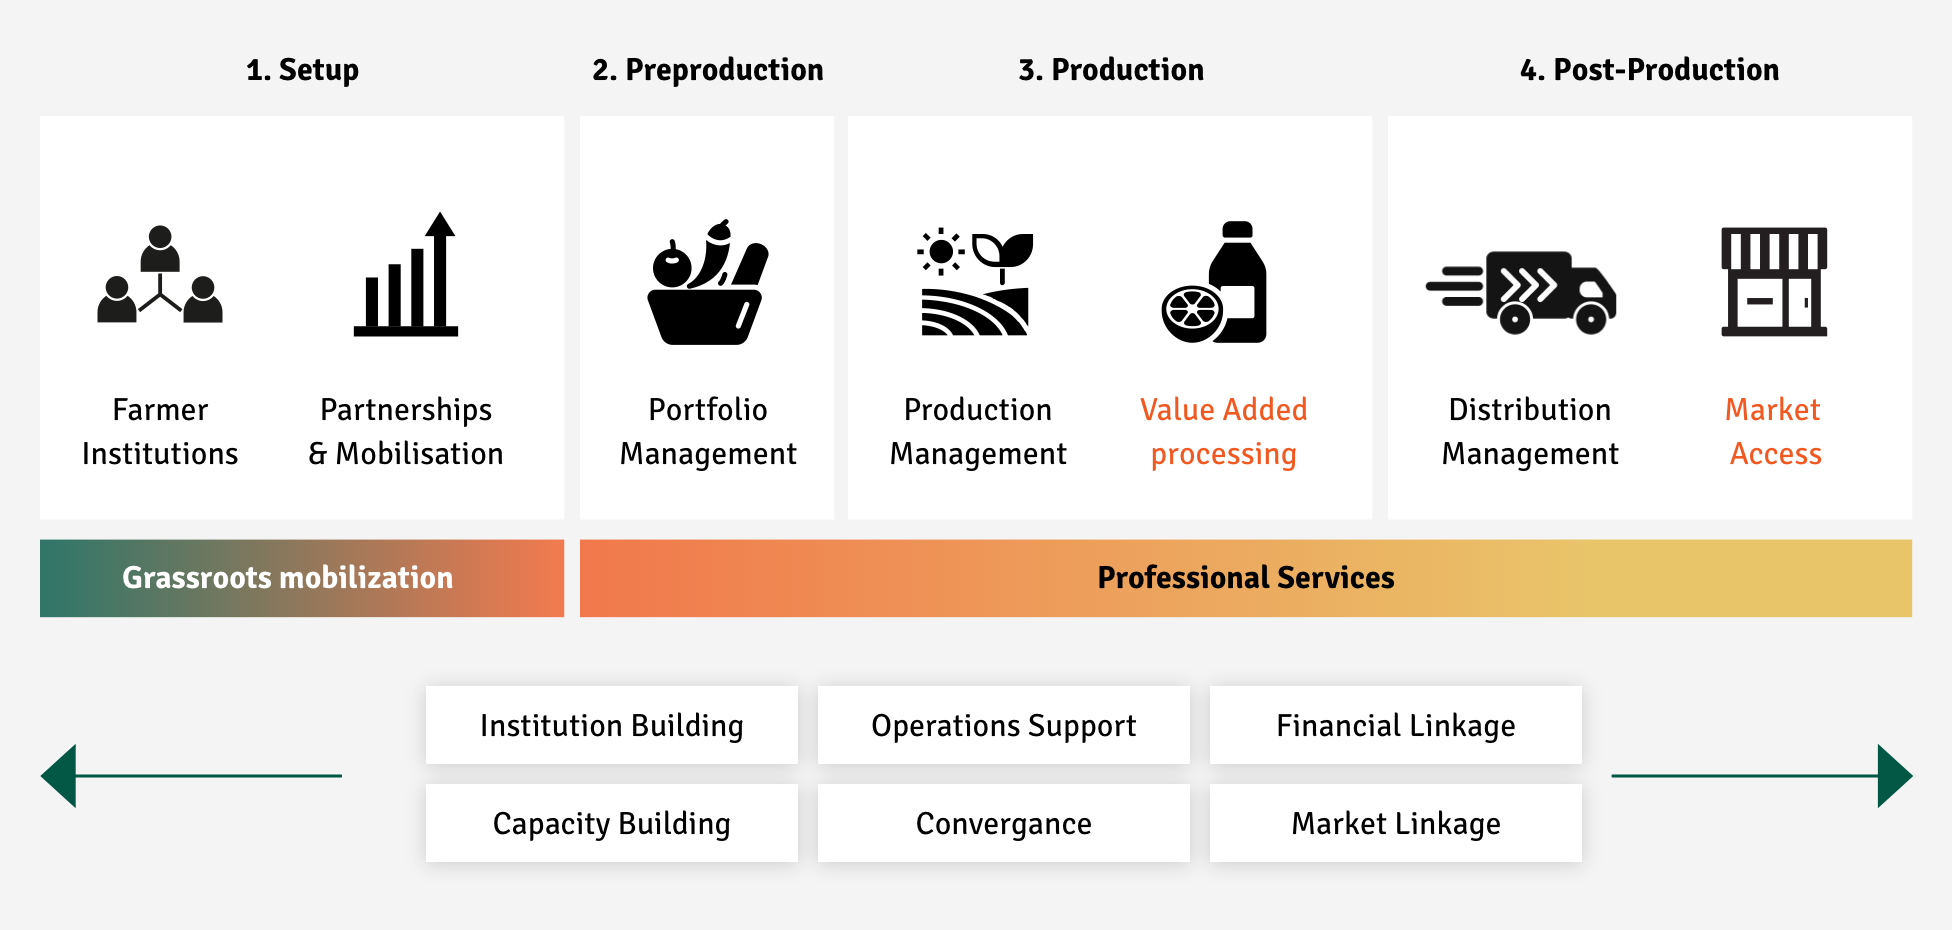 1. Setup
2. Preproduction
3. Production
4. Post-Production
Farmer
Institutions
Partnerships
& Mobilisation
Portfolio
Management
Production
Management
Value Added
processing
Distribution
Management
Market
Access
Grassroots mobilization
Professional Services
Institution Building
Operations Support
Financial Linkage
Capacity Building
Convergance
Market Linkage